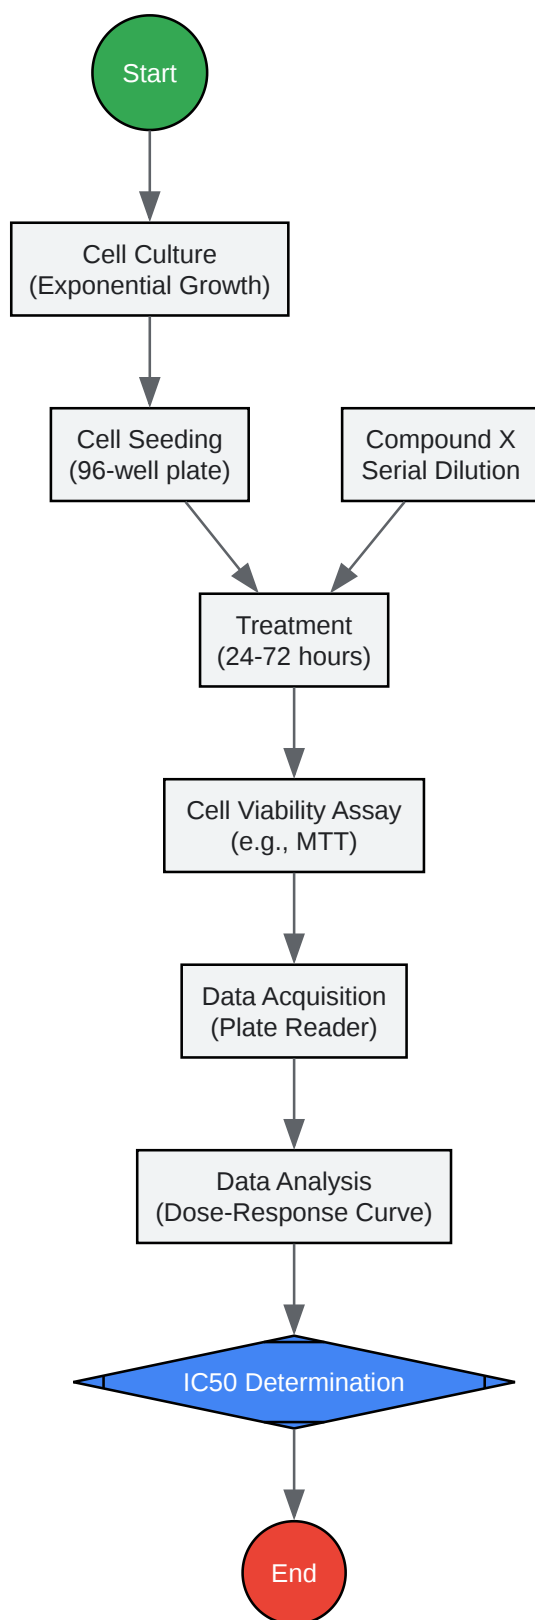 Start
Cell Culture
(Exponential Growth)
Cell Seeding
(96-well plate)
Compound X
Serial Dilution
Treatment
(24-72 hours)
Cell Viability Assay
(e.g., MTT)
Data Acquisition
(Plate Reader)
Data Analysis
(Dose-Response Curve)
IC50 Determination
End